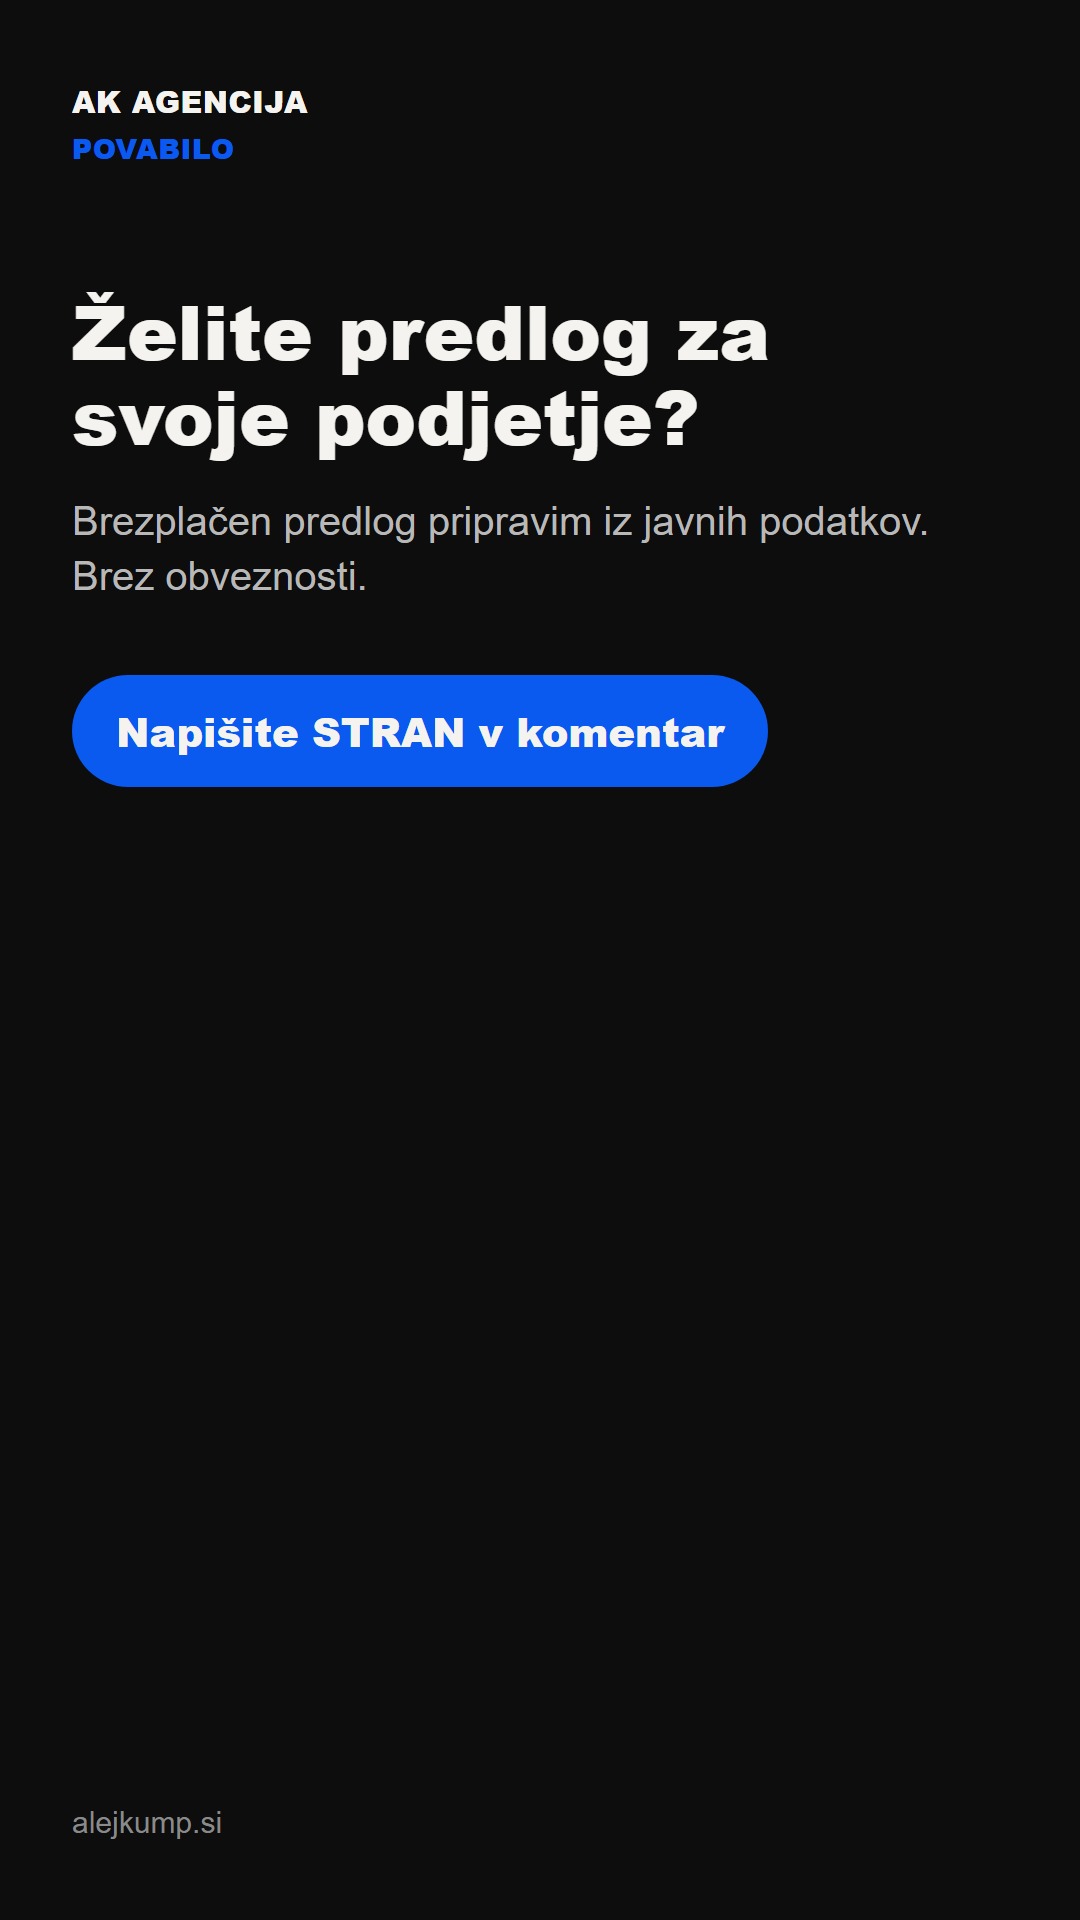 AK AGENCIJA
POVABILO
Želite predlog za
svoje podjetje?
Brezplačen predlog pripravim iz javnih podatkov.
Brez obveznosti.
Napišite STRAN v komentar
alejkump.si